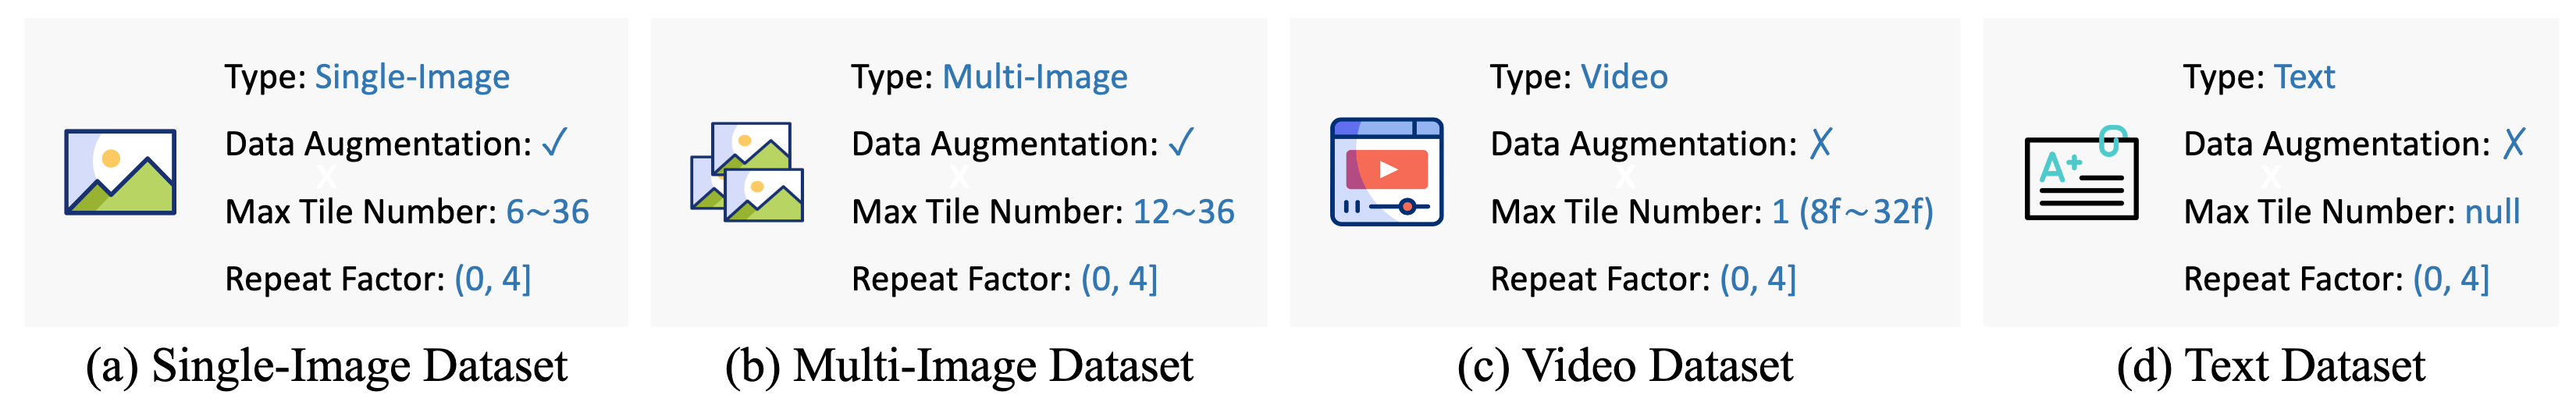 Type: Single-Image
Data Augmentation: ✓
x
Max Tile Number: 6~36
Repeat Factor: (0, 4]
(a) Single-Image Dataset
Type: Multi-Image
Data Augmentation: ✓
x
Max Tile Number: 12~36
Repeat Factor: (0, 4]
(b) Multi-Image Dataset
Type: Video
Data Augmentation: ✗
x
Max Tile Number: 1 (8f~32f)
Repeat Factor: (0, 4]
(c) Video Dataset
A+
Type: Text
Data Augmentation: ✗
x
Max Tile Number: null
Repeat Factor: (0, 4]
(d) Text Dataset